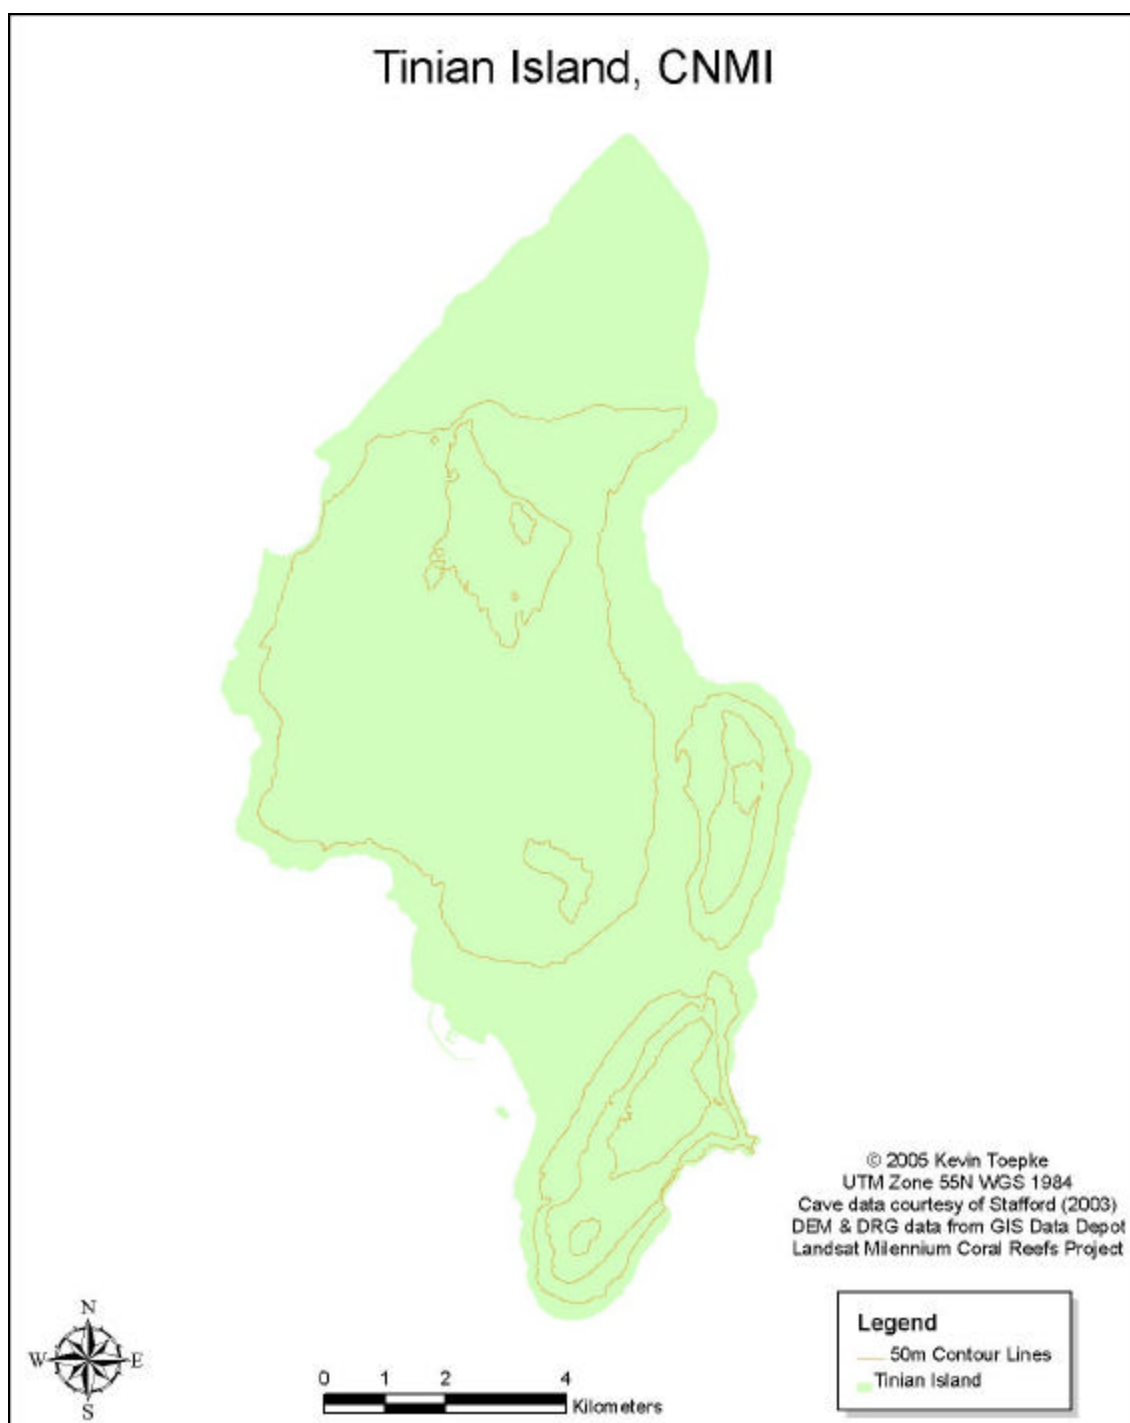 Tinian Island, CNMI
© 2005 Kevin Toepke
UTM Zone 55N WGS 1984
Cave data courtesy of Stafford (2003)
DEM & DRG data from GIS Data Depot
Landsat Milennium Coral Reefs Project
N
W E
S
0 1 2 4
Kilometers
Legend
50m Contour Lines
Tinian Island